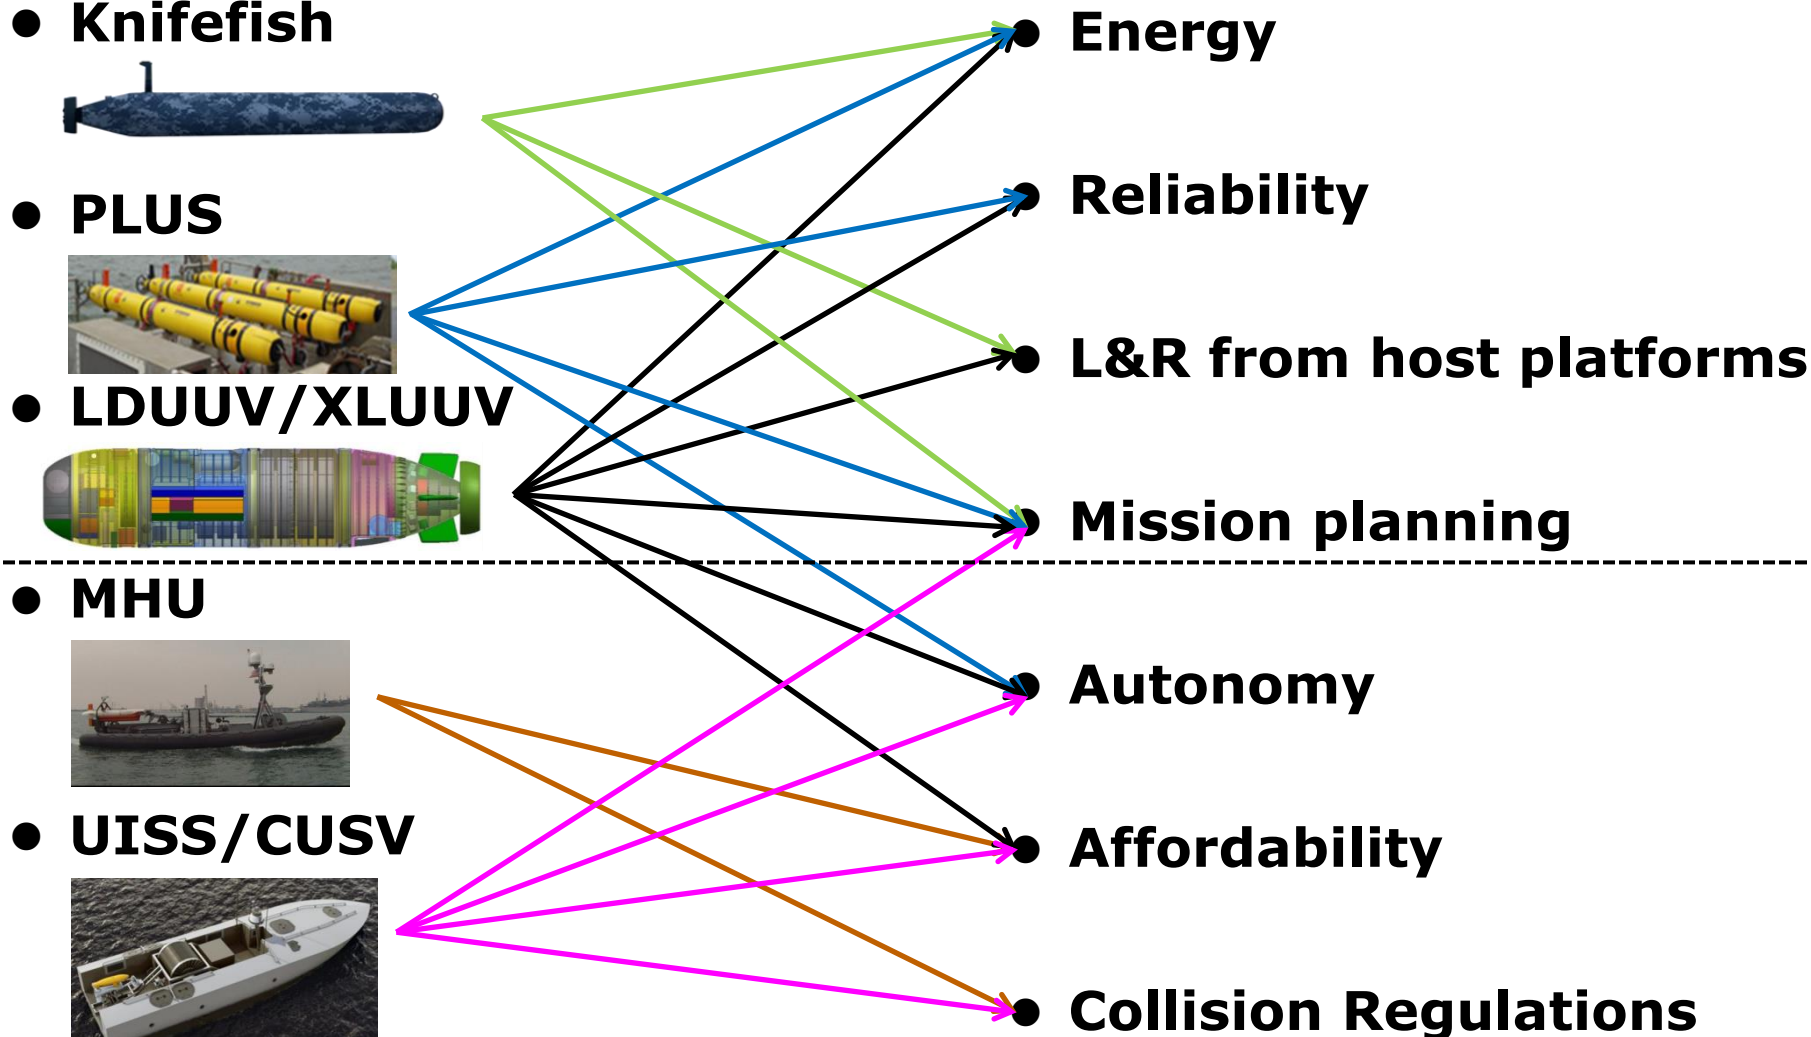 Knifefish
PLUS
LDUUV/XLUUV
MHU
UISS/CUSV
Energy
Reliability
L&R from host platforms
Mission planning
Autonomy
Affordability
Collision Regulations